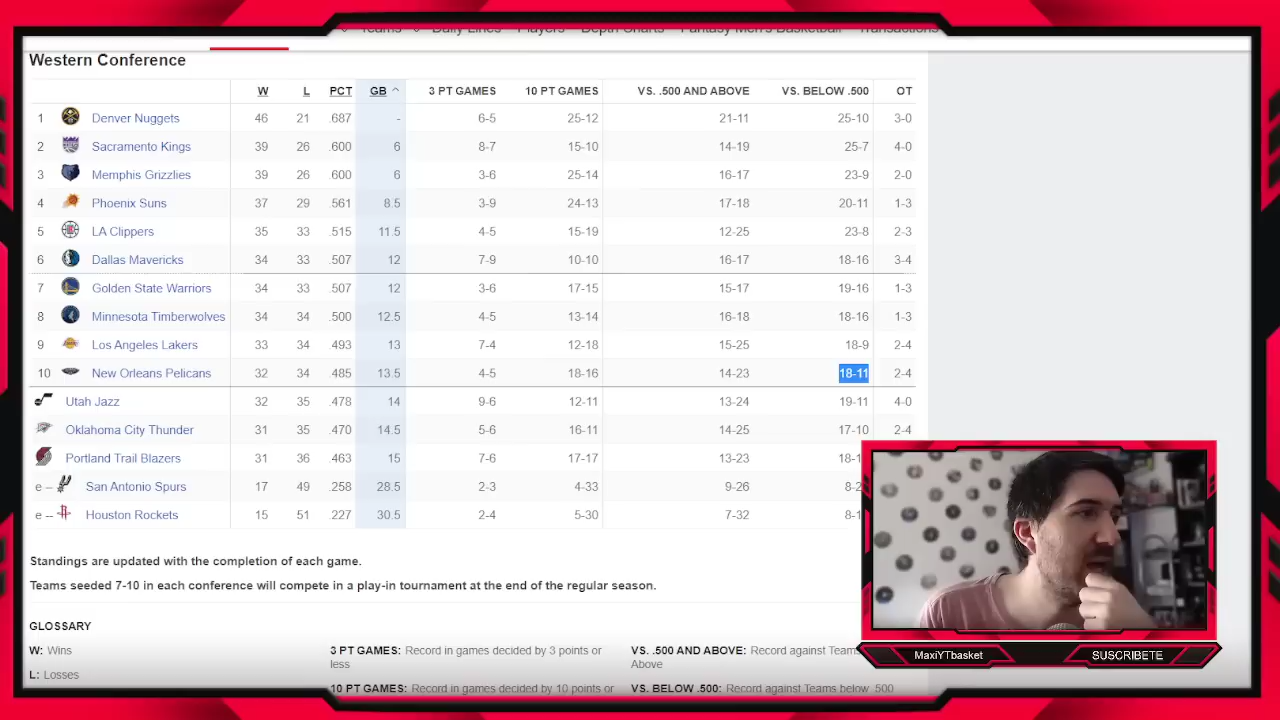 Teams Daily Lines Players Depth Charts Fantasy Men's Basketball Transactions
Western Conference
W L PCT GB 3 PT GAMES 10 PT GAMES VS. .500 AND ABOVE VS. BELOW .500 OT
1 Denver Nuggets 46 21 .687 - 6-5 25-12 21-11 25-10 3-0
2 Sacramento Kings 39 26 .600 6 8-7 15-10 14-19 25-7 4-0
3 Memphis Grizzlies 39 26 .600 6 3-6 25-14 16-17 23-9 2-0
4 Phoenix Suns 37 29 .561 8.5 3-9 24-13 17-18 20-11 1-3
5 LA Clippers 35 33 .515 11.5 4-5 15-19 12-25 23-8 2-3
6 Dallas Mavericks 34 33 .507 12 7-9 10-10 16-17 18-16 3-4
7 Golden State Warriors 34 33 .507 12 3-6 17-15 15-17 19-16 1-3
8 Minnesota Timberwolves 34 34 .500 12.5 4-5 13-14 16-18 18-16 1-3
9 Los Angeles Lakers 33 34 .493 13 7-4 12-18 15-25 18-9 2-4
10 New Orleans Pelicans 32 34 .485 13.5 4-5 18-16 14-23 18-11 2-4
Utah Jazz 32 35 .478 14 9-6 12-11 13-24 19-11 4-0
Oklahoma City Thunder 31 35 .470 14.5 5-6 16-11 14-25 17-10 2-4
Portland Trail Blazers 31 36 .463 15 7-6 17-17 13-23
e -- San Antonio Spurs 17 49 .258 28.5 2-3 4-33 9-26
e -- Houston Rockets 15 51 .227 30.5 2-4 5-30 7-32
Standings are updated with the completion of each game.
Teams seeded 7-10 in each conference will compete in a play-in tournament at the end of the regular season.
GLOSSARY
W: Wins
3 PT GAMES: Record in games decided by 3 points or less
VS. .500 AND ABOVE: Record against Teams Above
L: Losses
10 PT GAMES: Record in games decided by 10 points or
VS. BELOW .500: Record against Teams below .500
MaxiYTbasket
SUSCRIBETE